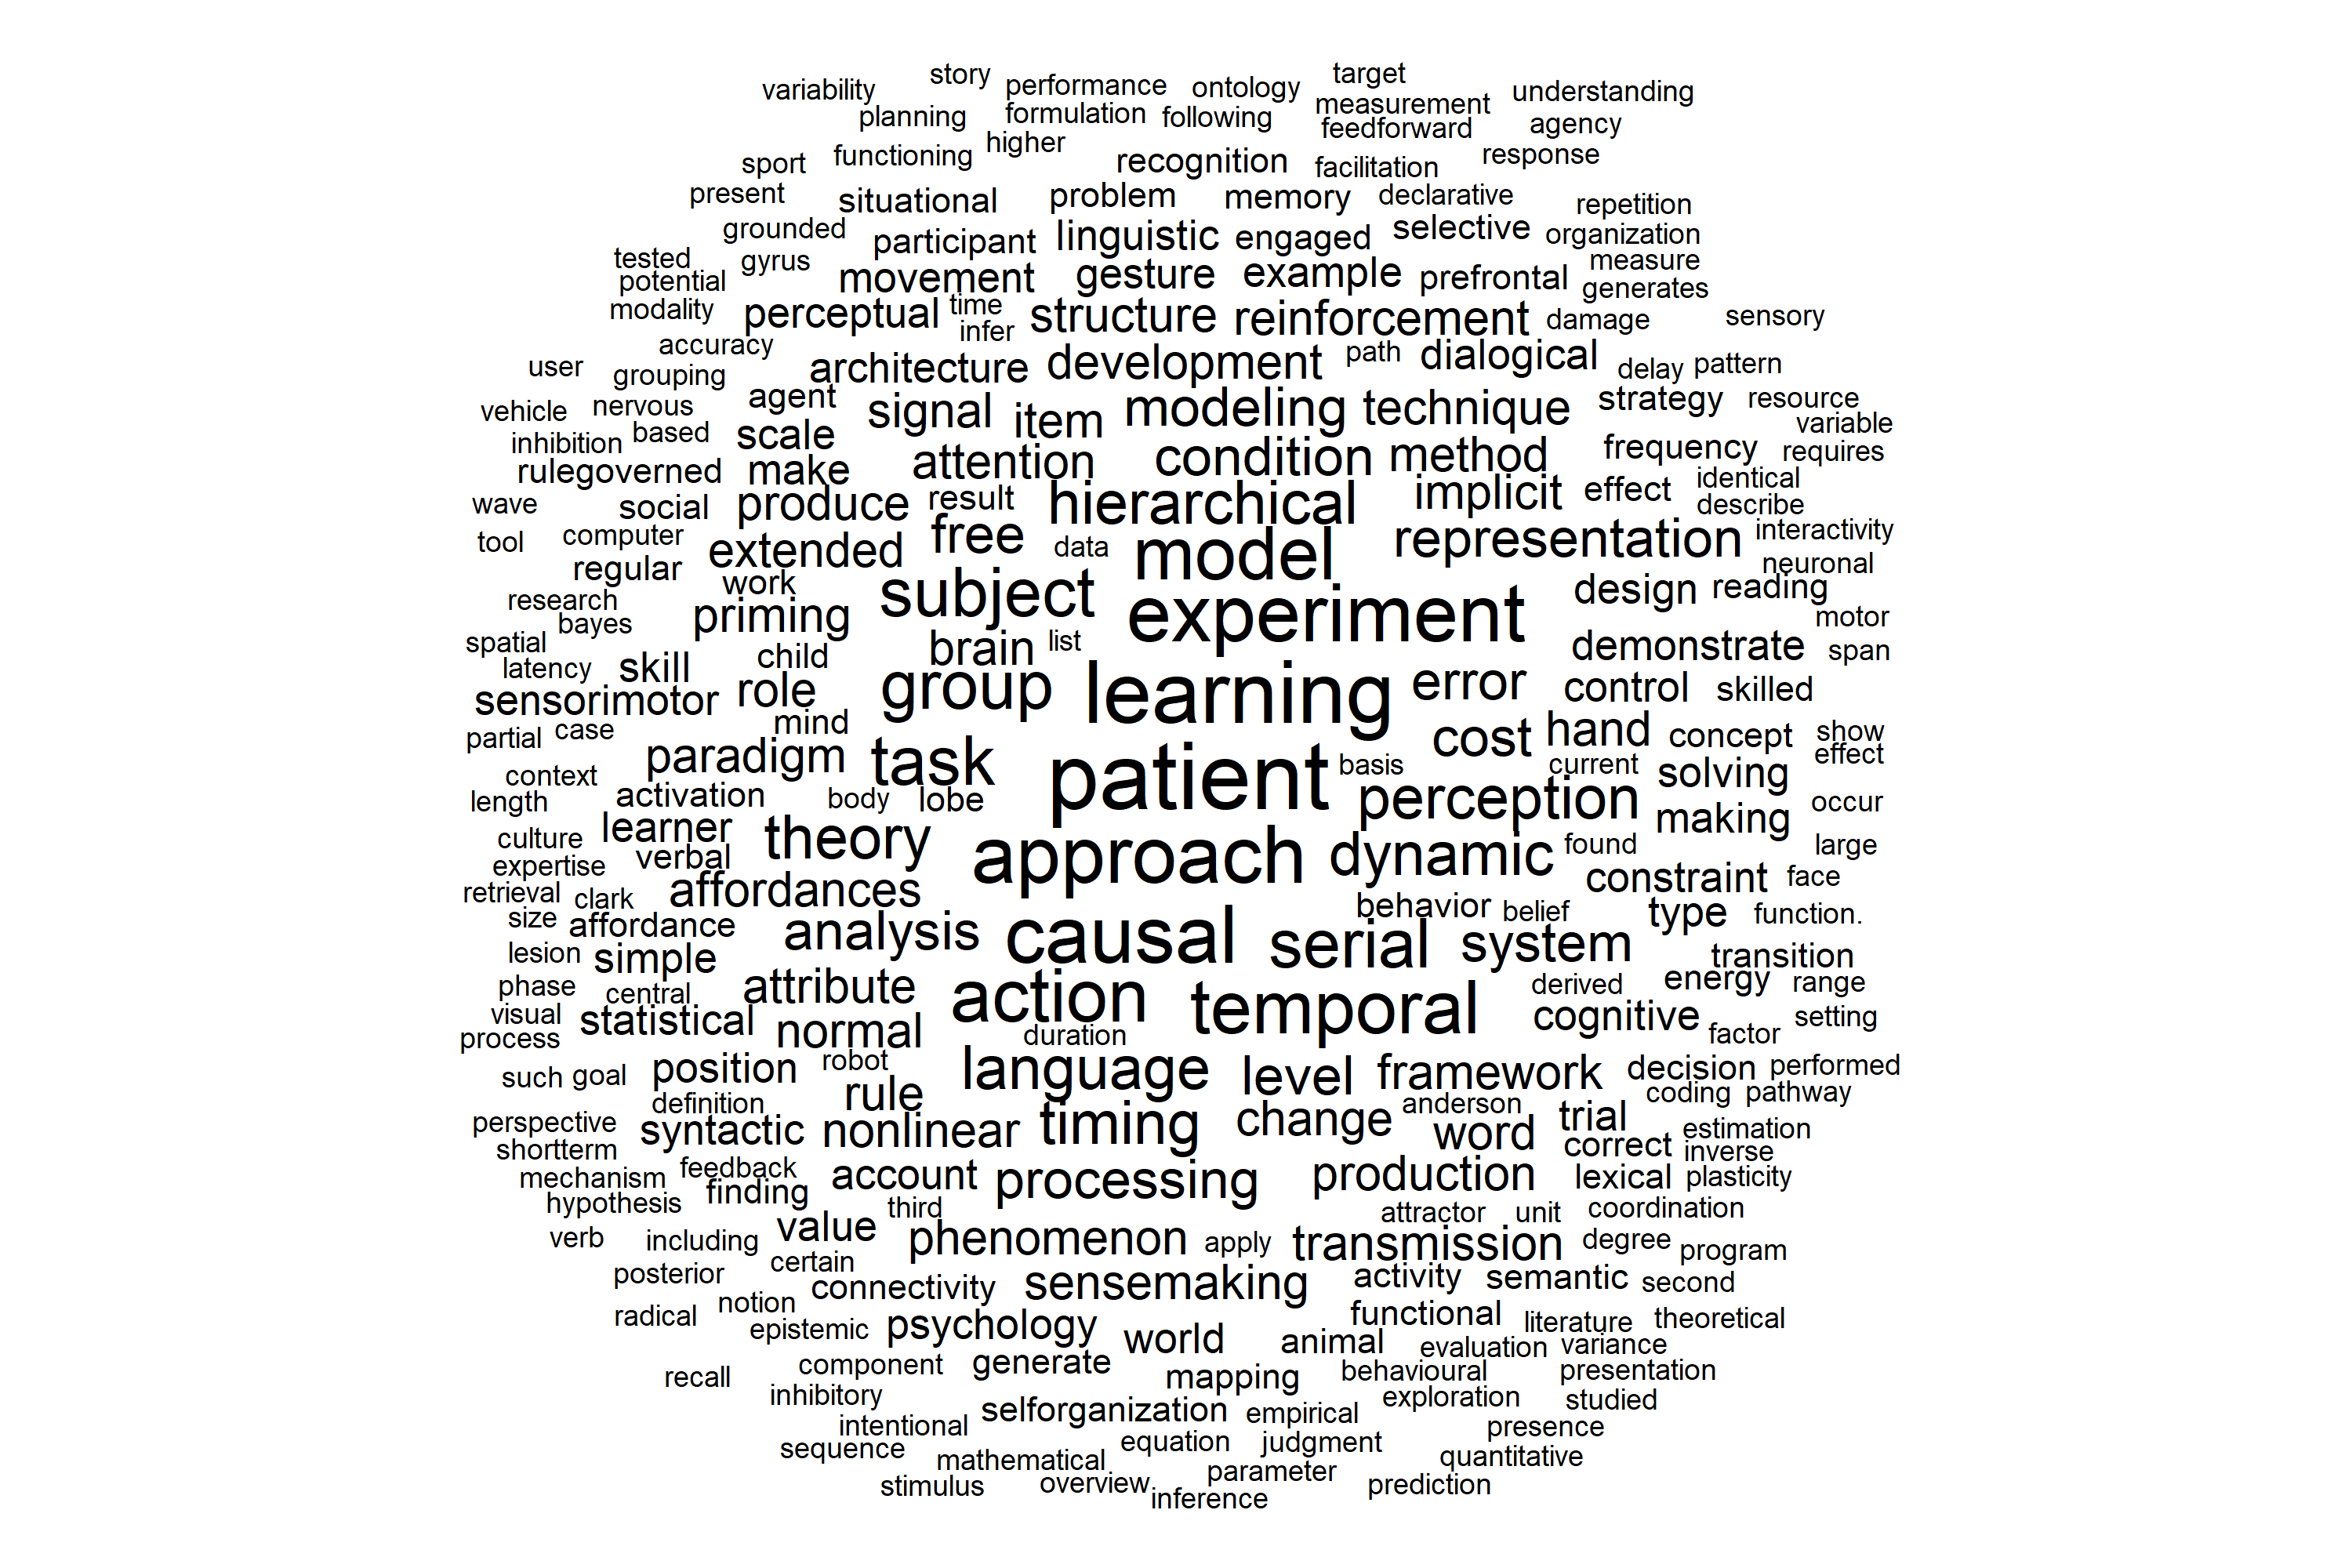 story performance ontology target
variability measurement understanding
planning formulation following feedforward agency
sport functioning higher recognition facilitation response
present situational problem memory declarative repetition
grounded participant linguistic engaged selective organization
tested gyrus measure
potential movement gesture example prefrontal generates
modality perceptual time structure reinforcement damage sensory
infer
accuracy architecture development path dialogical
user grouping delay pattern
vehicle nervous agent signal item modeling technique strategy resource
inhibition based scale variable
rulegoverned make attention condition method frequency requires
wave social produce result hierarchical implicit effect identical
describe
tool computer extended free data model representation interactivity
regular work subject neuronal
research priming experiment design reading
bayes motor
spatial brain list demonstrate span
latency skill child
sensorimotor role group learning error control skilled
partial case mind cost hand concept show
paradigm task patient basis current solving effect
context
length activation body lobe perception making occur
culture learner theory approach dynamic found large
expertise verbal
retrieval clark affordances constraint face
size affordance analysis causal behavior belief type function.
lesion simple serial system transition
phase central attribute action derived energy range
visual statistical normal temporal cognitive setting
process duration factor
such goal position robot language level framework decision performed
definition rule anderson coding pathway
perspective syntactic nonlinear timing change word trial estimation
shortterm correct inverse
mechanism feedback account processing production lexical plasticity
hypothesis finding third attractor unit coordination
verb including value phenomenon apply transmission degree program
posterior certain connectivity sensemaking activity semantic second
radical notion epistemic psychology world animal functional literature theoretical
evaluation variance
recall component generate mapping behavioural presentation
inhibitory selforganization empirical exploration studied
intentional presence
sequence mathematical equation judgment quantitative
stimulus overview parameter prediction
inference